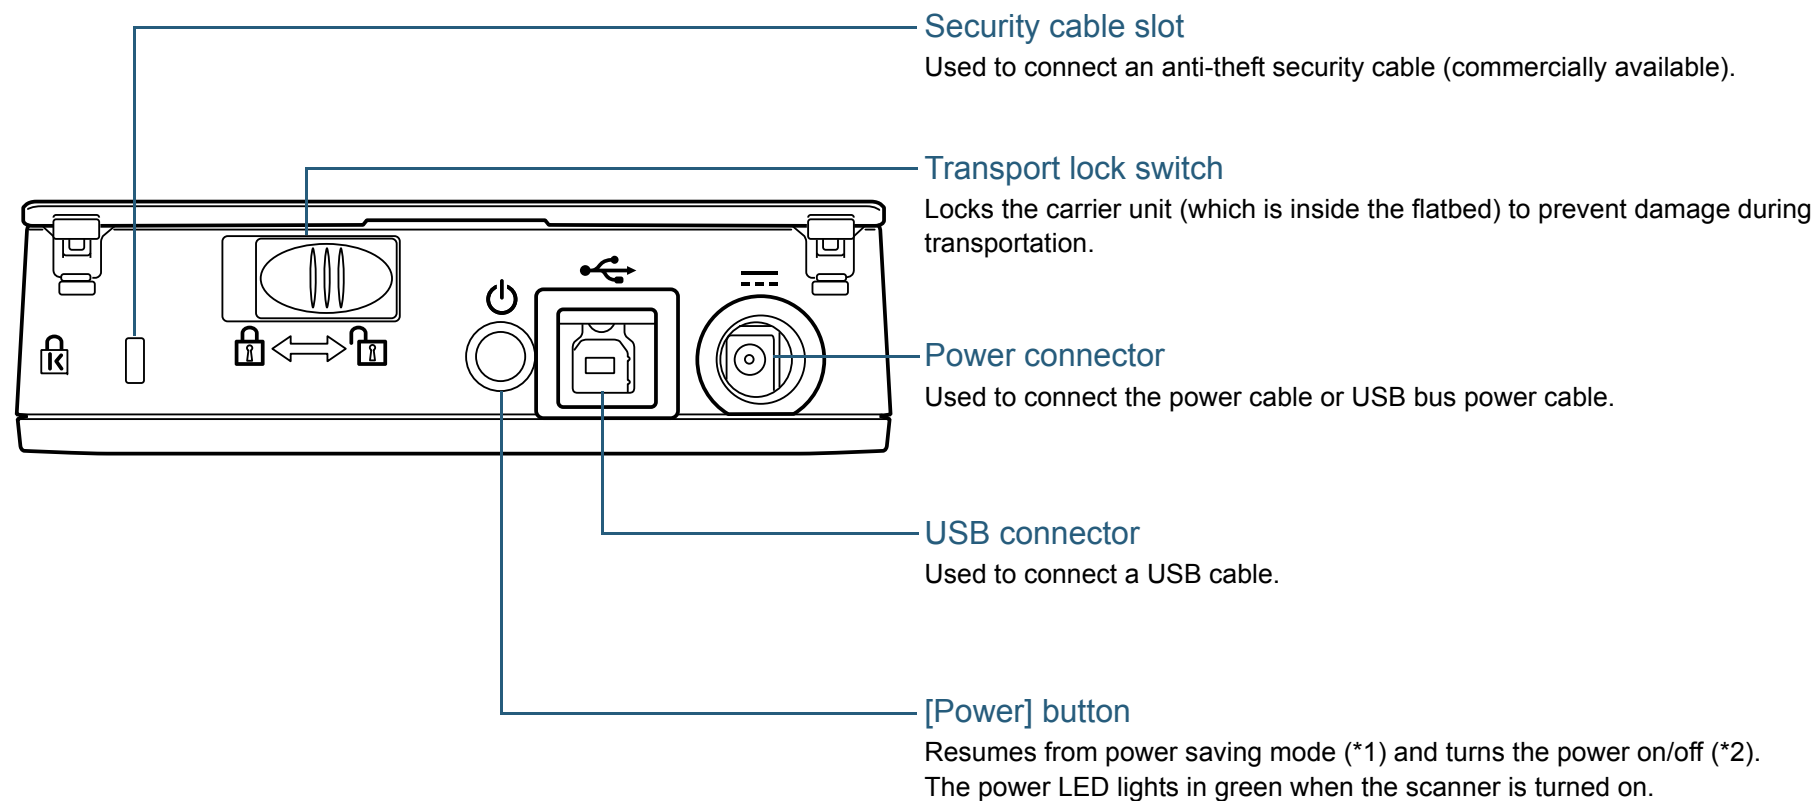 Security cable slot
Used to connect an anti-theft security cable (commercially available).
Transport lock switch
Locks the carrier unit (which is inside the flatbed) to prevent damage during
transportation.
Power connector
Used to connect the power cable or USB bus power cable.
USB connector
Used to connect a USB cable.
[Power] button
Resumes from power saving mode (*1) and turns the power on/off (*2).
The power LED lights in green when the scanner is turned on.
K